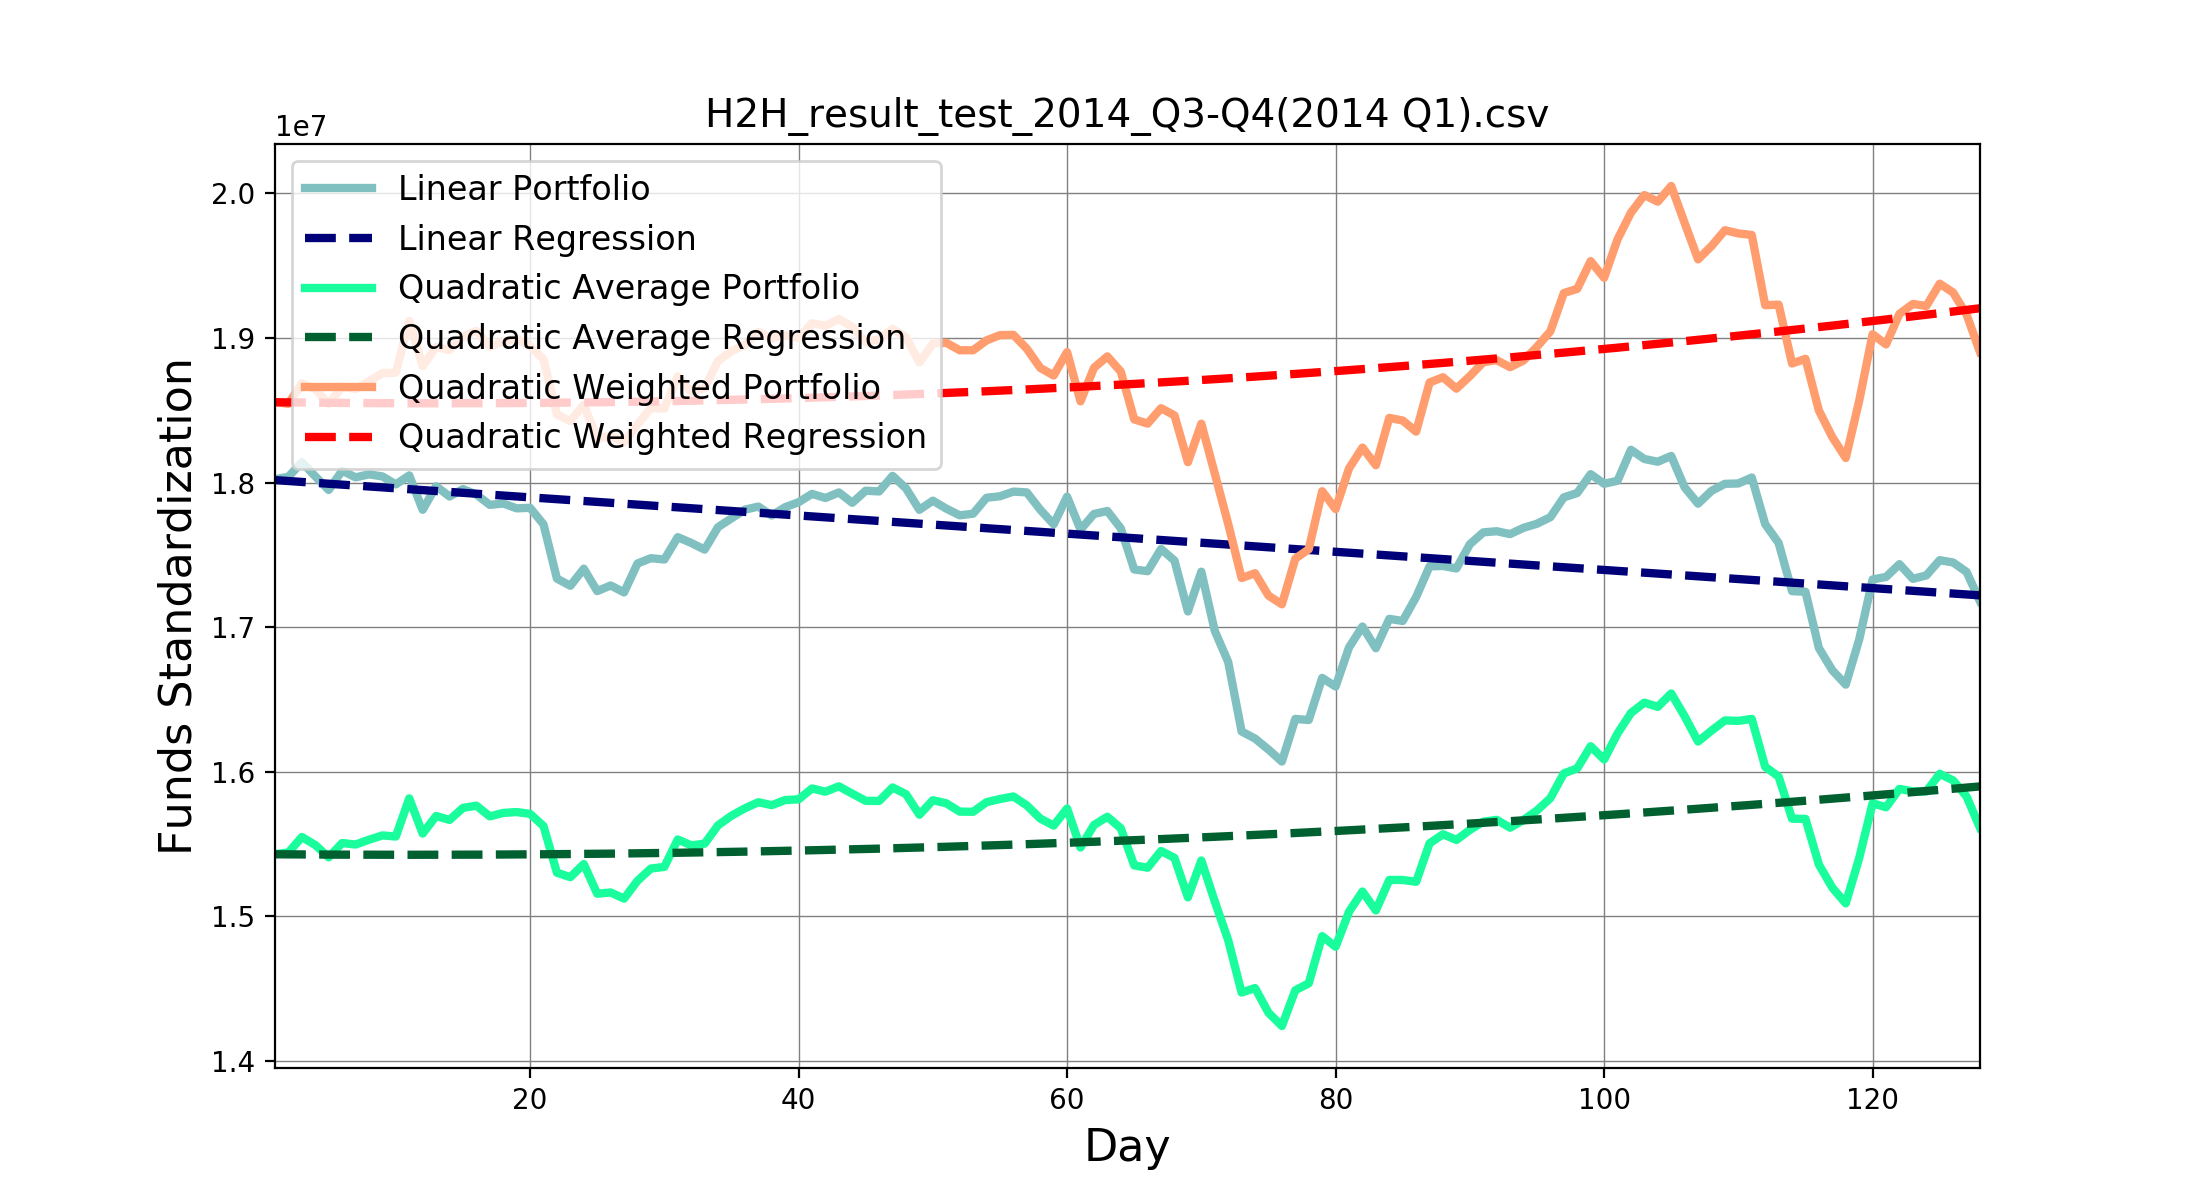 H2H_result_test_2014_Q3-Q4(2014 Q1).csv
1e7
Linear Portfolio
Linear Regression
Quadratic Average Portfolio
Quadratic Average Regression
Quadratic Weighted Portfolio
Quadratic Weighted Regression
2.0
1.9
1.8
1.7
1.6
1.5
1.4
Funds Standardization
20 40 60 80 100 120
Day